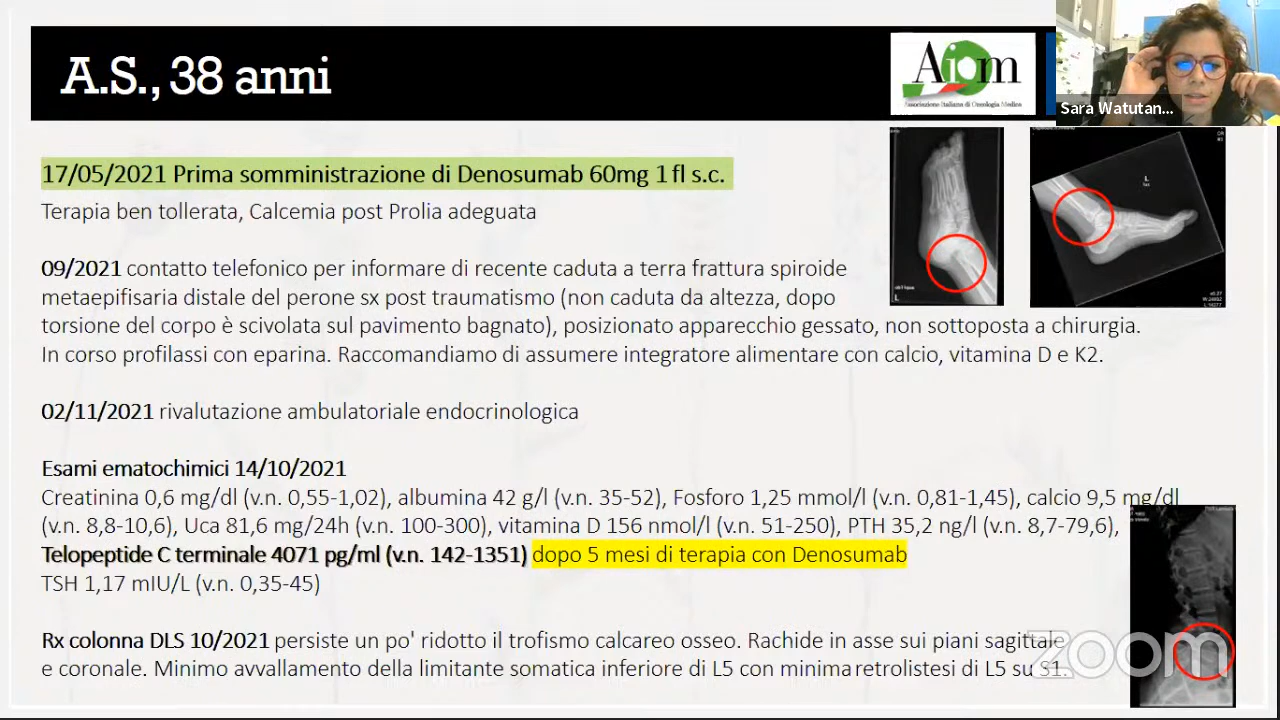 A.S., 38 anni
Aiom
Associazione Italiana di Oncologia Medica
Sara Watutan...
17/05/2021 Prima somministrazione di Denosumab 60mg 1 fl s.c.
Terapia ben tollerata, Calcemia post Prolia adeguata
09/2021 contatto telefonico per informare di recente caduta a terra frattura spiroide
metaepifisaria distale del perone sx post traumatismo (non caduta da altezza, dopo
torsione del corpo è scivolata sul pavimento bagnato), posizionato apparecchio gessato, non sottoposta a chirurgia.
In corso profilassi con eparina. Raccomandiamo di assumere integratore alimentare con calcio, vitamina D e K2.
02/11/2021 rivalutazione ambulatoriale endocrinologica
Esami ematochimici 14/10/2021
Creatinina 0,6 mg/dl (v.n. 0,55-1,02), albumina 42 g/l (v.n. 35-52), Fosforo 1,25 mmol/l (v.n. 0,81-1,45), calcio 9,5 mg/dl
(v.n. 8,8-10,6), Uca 81,6 mg/24h (v.n. 100-300), vitamina D 156 nmol/l (v.n. 51-250), PTH 35,2 ng/l (v.n. 8,7-79,6),
Telopeptide C terminale 4071 pg/ml (v.n. 142-1351) dopo 5 mesi di terapia con Denosumab
TSH 1,17 mIU/L (v.n. 0,35-45)
Rx colonna DLS 10/2021 persiste un po' ridotto il trofismo calcareo osseo. Rachide in asse sui piani sagittale
e coronale. Minimo avvallamento della limitante somatica inferiore di L5 con minima retrolistesi di L5 su S1.
zoom
L
L